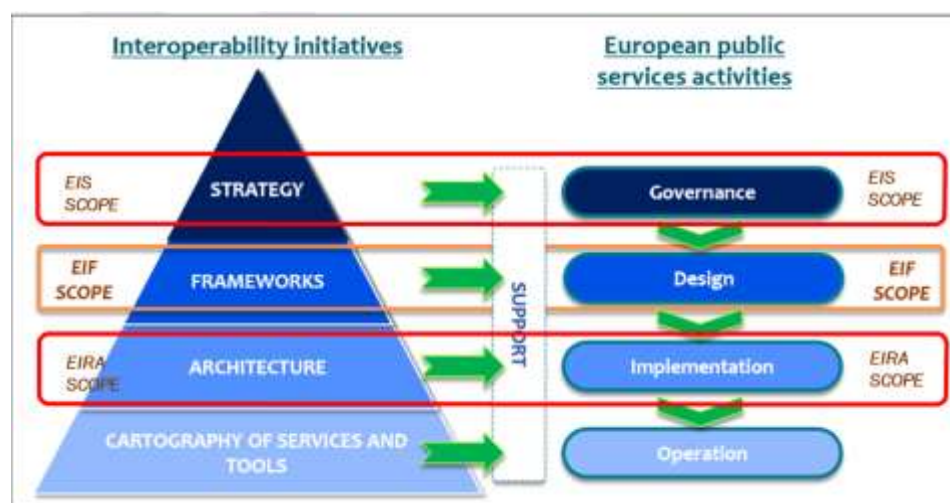 Interoperability initiatives
European public
services activities
EIS
SCOPE
STRATEGY
Governance
EIS
SCOPE
EIF
SCOPE
FRAMEWORKS
SUPPORT
Design
EIF
SCOPE
EIRA
SCOPE
ARCHITECTURE
Implementation
EIRA
SCOPE
CARTOGRAPHY OF SERVICES AND
TOOLS
Operation